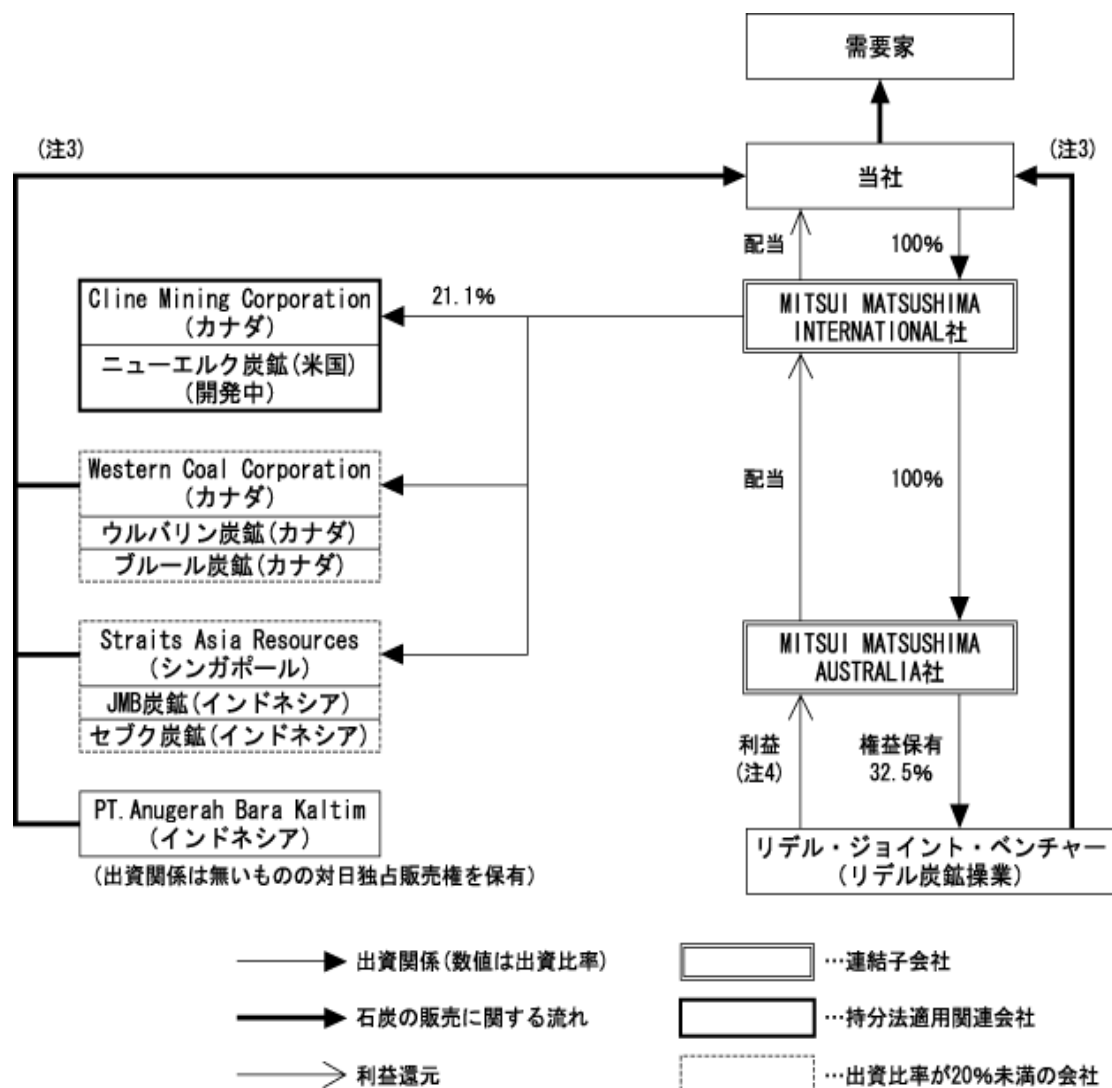 需要家
(注3)
当社
(注3)
配当
100%
Cline Mining Corporation
(カナダ)
ニューエルク炭鉱(米国)
(開発中)
21.1%
MITSUI MATSUSHIMA
INTERNATIONAL社
Western Coal Corporation
(カナダ)
ウルバリン炭鉱(カナダ)
ブルール炭鉱(カナダ)
配当
100%
Straits Asia Resources
(シンガポール)
JMB炭鉱(インドネシア)
セブク炭鉱(インドネシア)
MITSUI MATSUSHIMA
AUSTRALIA社
利益
(注4)
権益保有
32.5%
PT.Anugerah Bara Kaltim
(インドネシア)
(出資関係は無いものの対日独占販売権を保有)
リデル・ジョイント・ベンチャー
(リデル炭鉱操業)
出資関係(数値は出資比率)
…連結子会社
石炭の販売に関する流れ
…持分法適用関連会社
利益還元
…出資比率が20%未満の会社